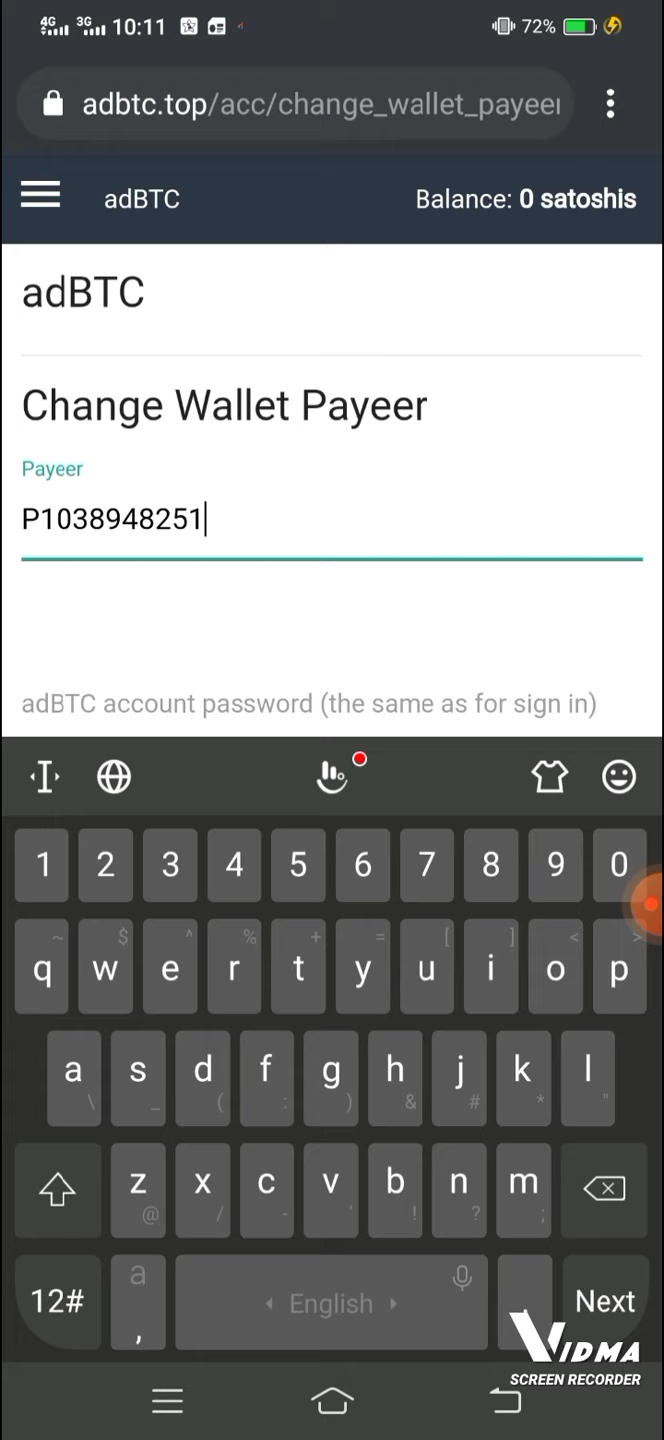 4G 3G 10:11 72%
adbtc.top/acc/change_wallet_payeer
adBTC Balance: 0 satoshis
adBTC
Change Wallet Payeer
Payeer
P1038948251
adBTC account password (the same as for sign in)
1 2 3 4 5 6 7 8 9 0
~ $ ^ % + = [ ] < >
q w e r t y u i o p
a s d f g h j k l
\ _ ( : ) & # * "
z x c v b n m
@ / - ' ! ? ;
12# a , English Next
VIDMA
SCREEN RECORDER